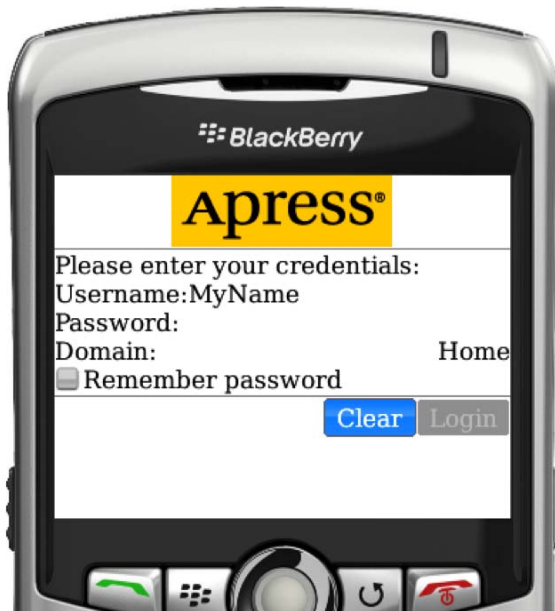 BlackBerry
Apress®
Please enter your credentials:
Username:MyName
Password:
Domain: Home
Remember password
Clear Login